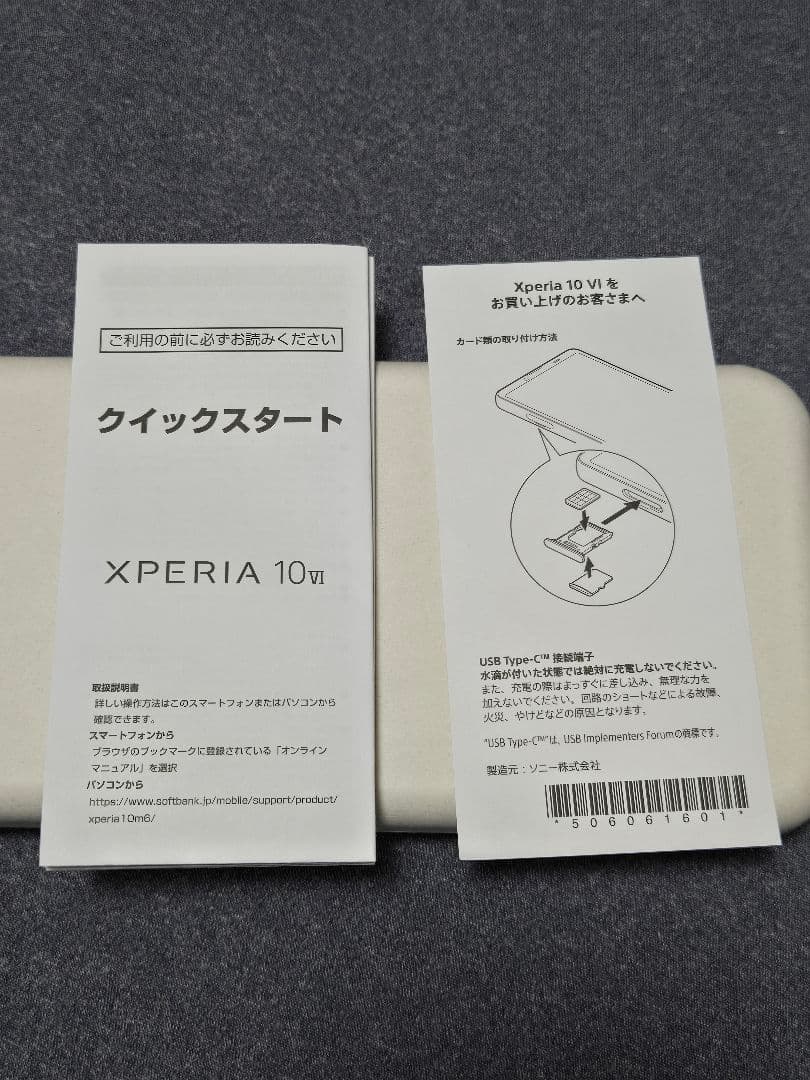 ご利用の前に必ずお読みください
クイックスタート
XPERIA 10 VI
取扱説明書
詳しい操作方法はこのスマートフォンまたはパソコンから
確認できます。
スマートフォンから
ブラウザのブックマークに登録されている「オンライン
マニュアル」を選択
パソコンから
https://www.softbank.jp/mobile/support/product/
xperia10m6/
Xperia 10 VI を
お買い上げのお客さまへ
カード類の取り付け方法
USB Type-C™ 接続端子
水滴が付いた状態では絶対に充電しないでください。
また、充電の際はまっすぐに差し込み、無理な力を
加えないでください。回路のショートなどによる故障、
火災、やけどなどの原因となります。
"USB Type-C™"は、USB Implementers Forumの商標です。
製造元：ソニー株式会社
*506061601*